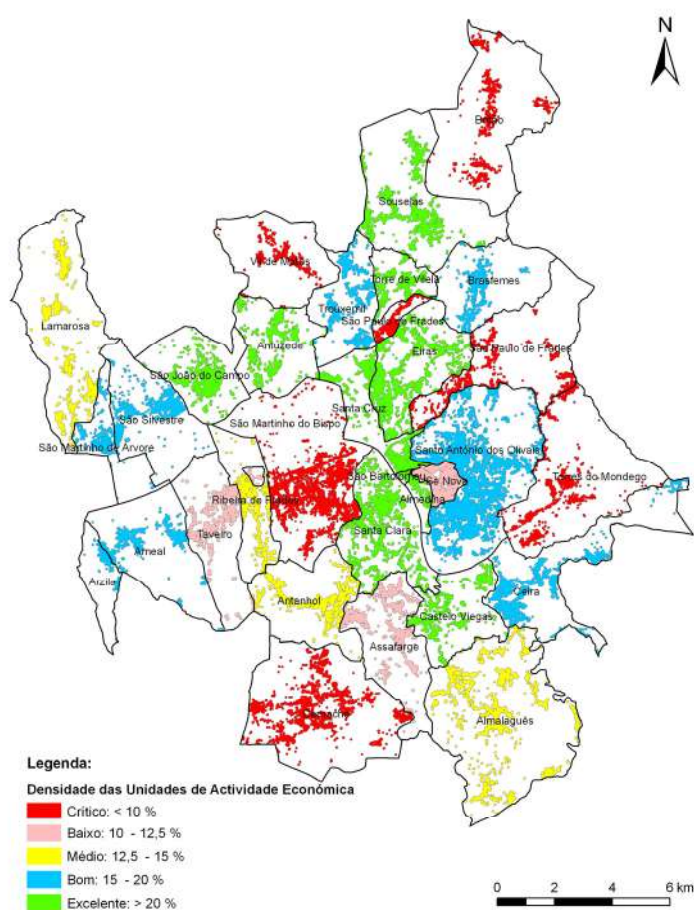 N
Botão
Souselas
Vil de Matos
Torre de Vilela
Brasfemes
Trouxemil
São Paulo de Frades
Lamarosa
Antuzede
Eiras
São Paulo de Frades
São João do Campo
Santa Cruz
São Silvestre
São Martinho do Bispo
São Martinho de Arvore
Santo António dos Olivais
São Bartolomeu
Sé Nova
Torres do Mondego
Ribeira de Frades
Almedina
Taveiro
Santa Clara
Ameal
Arzila
Ceira
Antanhol
Castelo Viegas
Assafarge
Cernache
Almalaguês
Legenda:
Densidade das Unidades de Actividade Económica
Crítico: < 10 %
Baixo: 10 - 12,5 %
Médio: 12,5 - 15 %
Bom: 15 - 20 %
Excelente: > 20 %
0 2 4 6 km